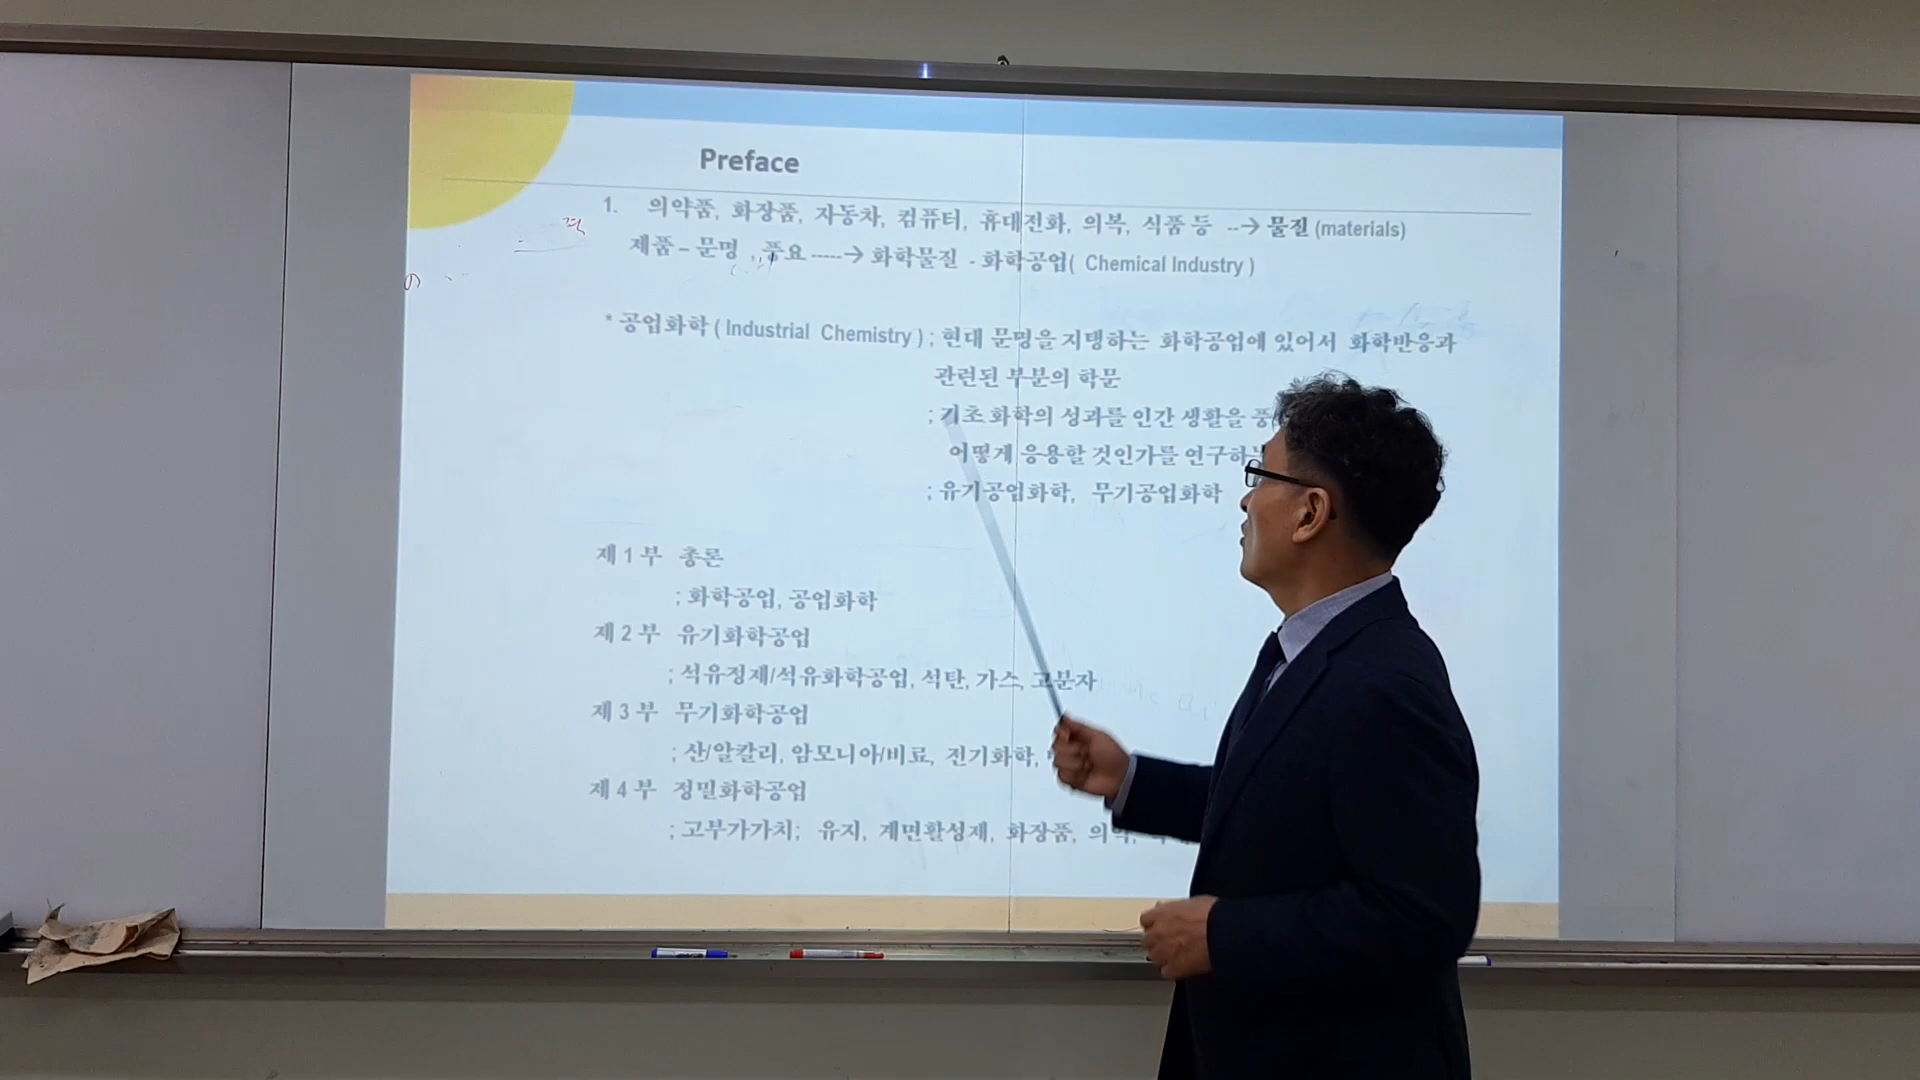 Preface
1. 의약품, 화장품, 자동차, 컴퓨터, 휴대전화, 의복, 식품 등 --→ 물질 (materials)
제품 – 문명 , 풍요 -----→ 화학물질 - 화학공업( Chemical Industry )
* 공업화학 ( Industrial Chemistry ) ; 현대 문명을 지탱하는 화학공업에 있어서 화학반응과
관련된 부분의 학문
; 기초 화학의 성과를 인간 생활을
어떻게 응용할 것인가를
; 유기공업화학, 무기공업화학
제 1 부 총론
; 화학공업, 공업화학
제 2 부 유기화학공업
; 석유정제/석유화학공업, 석탄, 가스, 고분자
제 3 부 무기화학공업
; 산/알칼리, 암모니아/비료, 전기화학,
제 4 부 정밀화학공업
; 고부가가치; 유지, 계면활성제, 화장품, 의약,